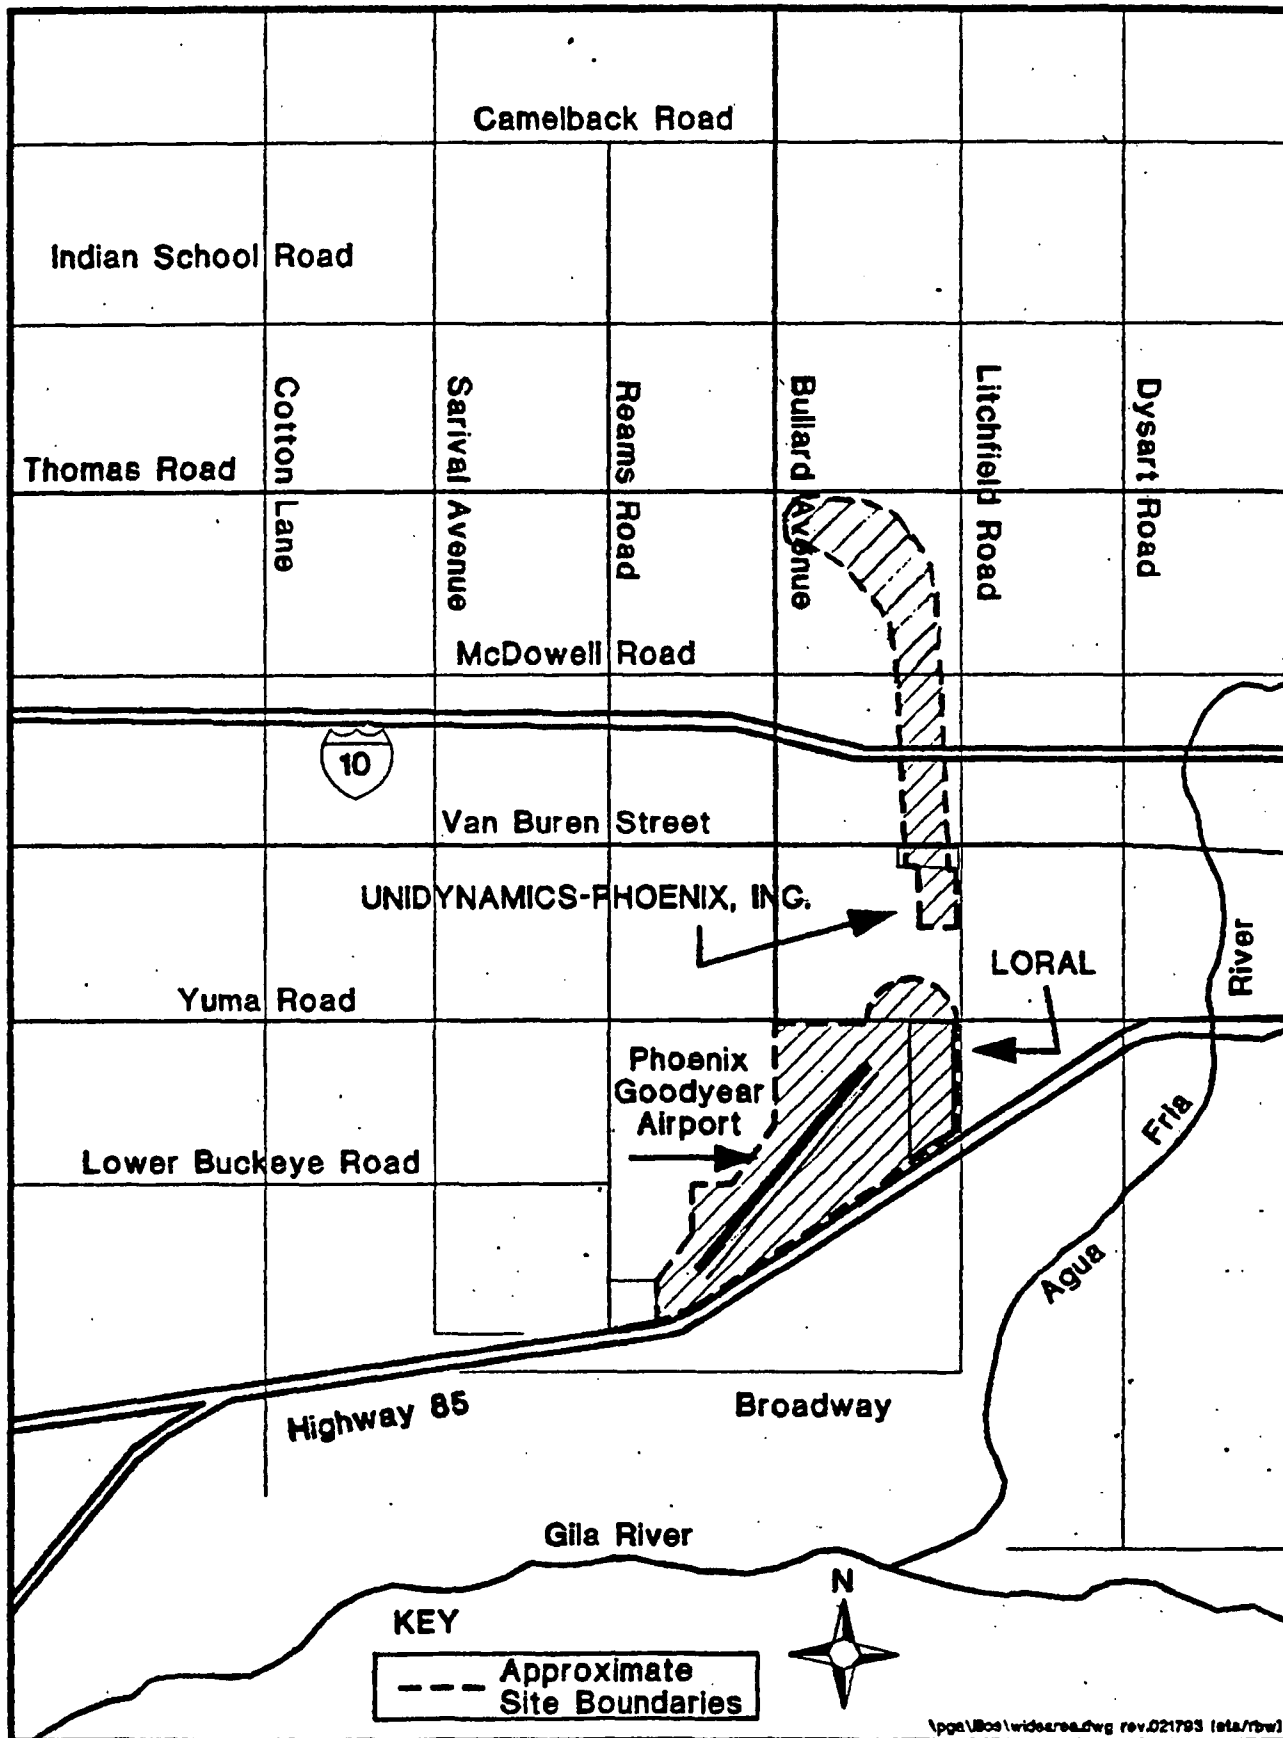 Camelback Road
Indian School Road
Cotton Lane
Sarival Avenue
Reams Road
Bullard Avenue
Litchfield Road
Dysart Road
Thomas Road
McDowell Road
10
Van Buren Street
UNIDYNAMICS-PHOENIX, INC.
LORAL
River
Yuma Road
Phoenix
Goodyear
Airport
Fria
Lower Buckeye Road
Agua
Highway 85
Broadway
Gila River
N
KEY
Approximate
Site Boundaries
rev.021793